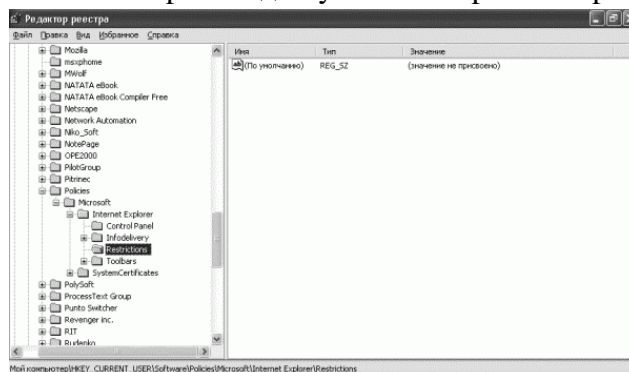 Редактор реестра
Файл Правка Вид Избранное Справка
Mozilla
msxphome
MWolf
NATATA eBook
NATATA eBook Compiler Free
Netscape
Network Automation
Niko_Soft
NotePage
OPE2000
PilotGroup
Pitrinec
Policies
Microsoft
Internet Explorer
Control Panel
Infodelivery
Restrictions
Toolbars
SystemCertificates
PolySoft
ProcessText Group
Punto Switcher
Revenger inc.
RIT
Rudenko
Имя Тип Значение
ab (По умолчанию) REG_SZ (значение не присвоено)
Мой компьютер\HKEY_CURRENT_USER\Software\Policies\Microsoft\Internet Explorer\Restrictions